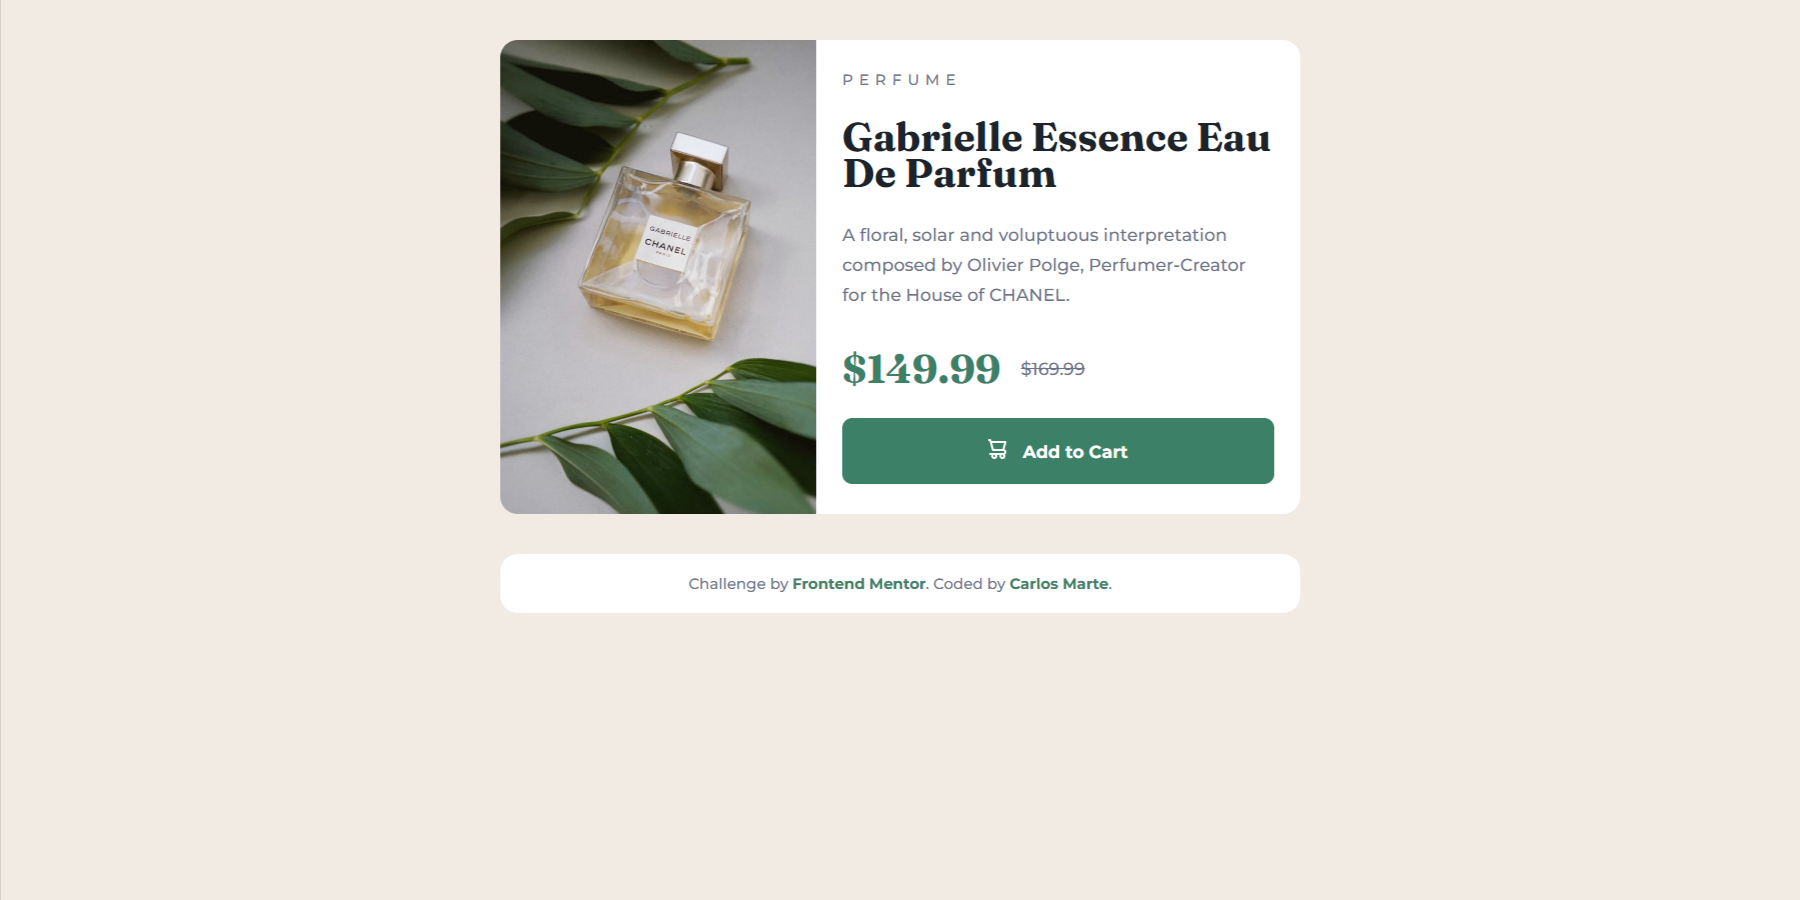 GABRIELLE
CHANEL
PARIS
PERFUME
Gabrielle Essence Eau
De Parfum
A floral, solar and voluptuous interpretation
composed by Olivier Polge, Perfumer-Creator
for the House of CHANEL.
$149.99 $169.99
Add to Cart
Challenge by Frontend Mentor. Coded by Carlos Marte.